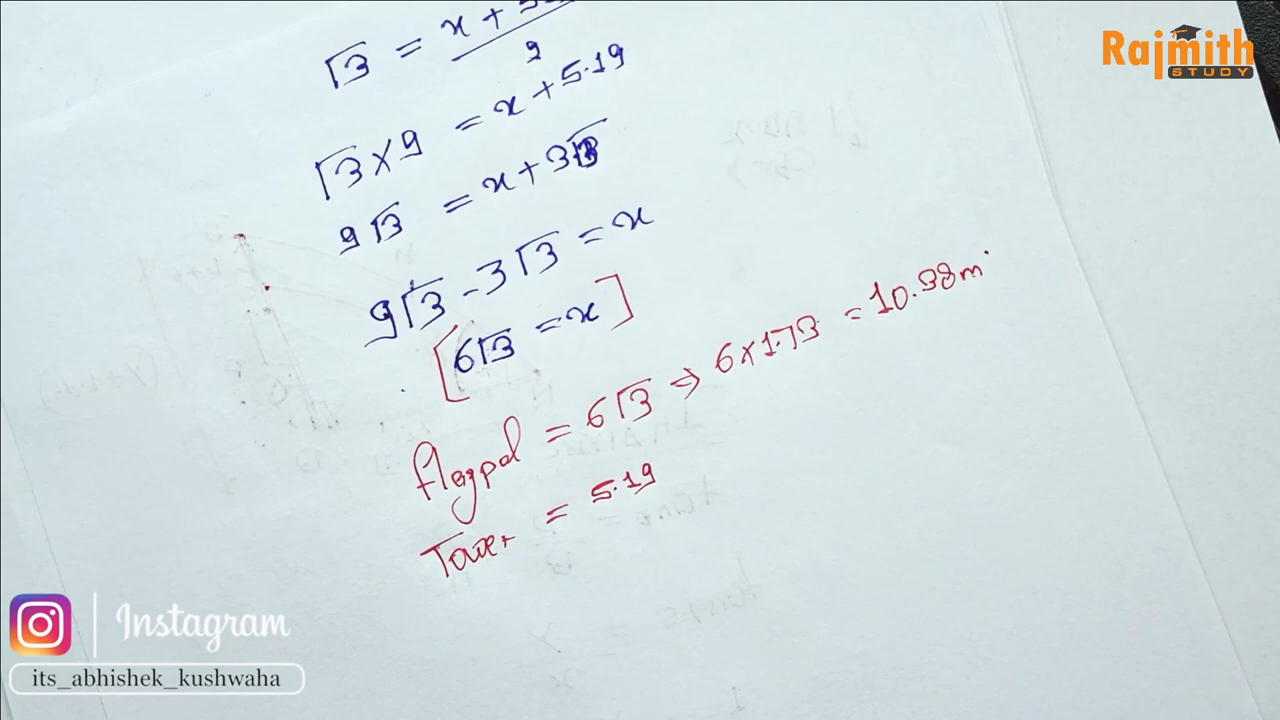 √3 = x + 5
9
√3 × 9 = x + 5.19
9√3 = x + 3√3
9√3 - 3√3 = x
[6√3 = x]
flagpol = 6√3 ⇒ 6×1.73 = 10.38m
Tower = 5.19
Rajmith
STUDY
Instagram
its_abhishek_kushwaha